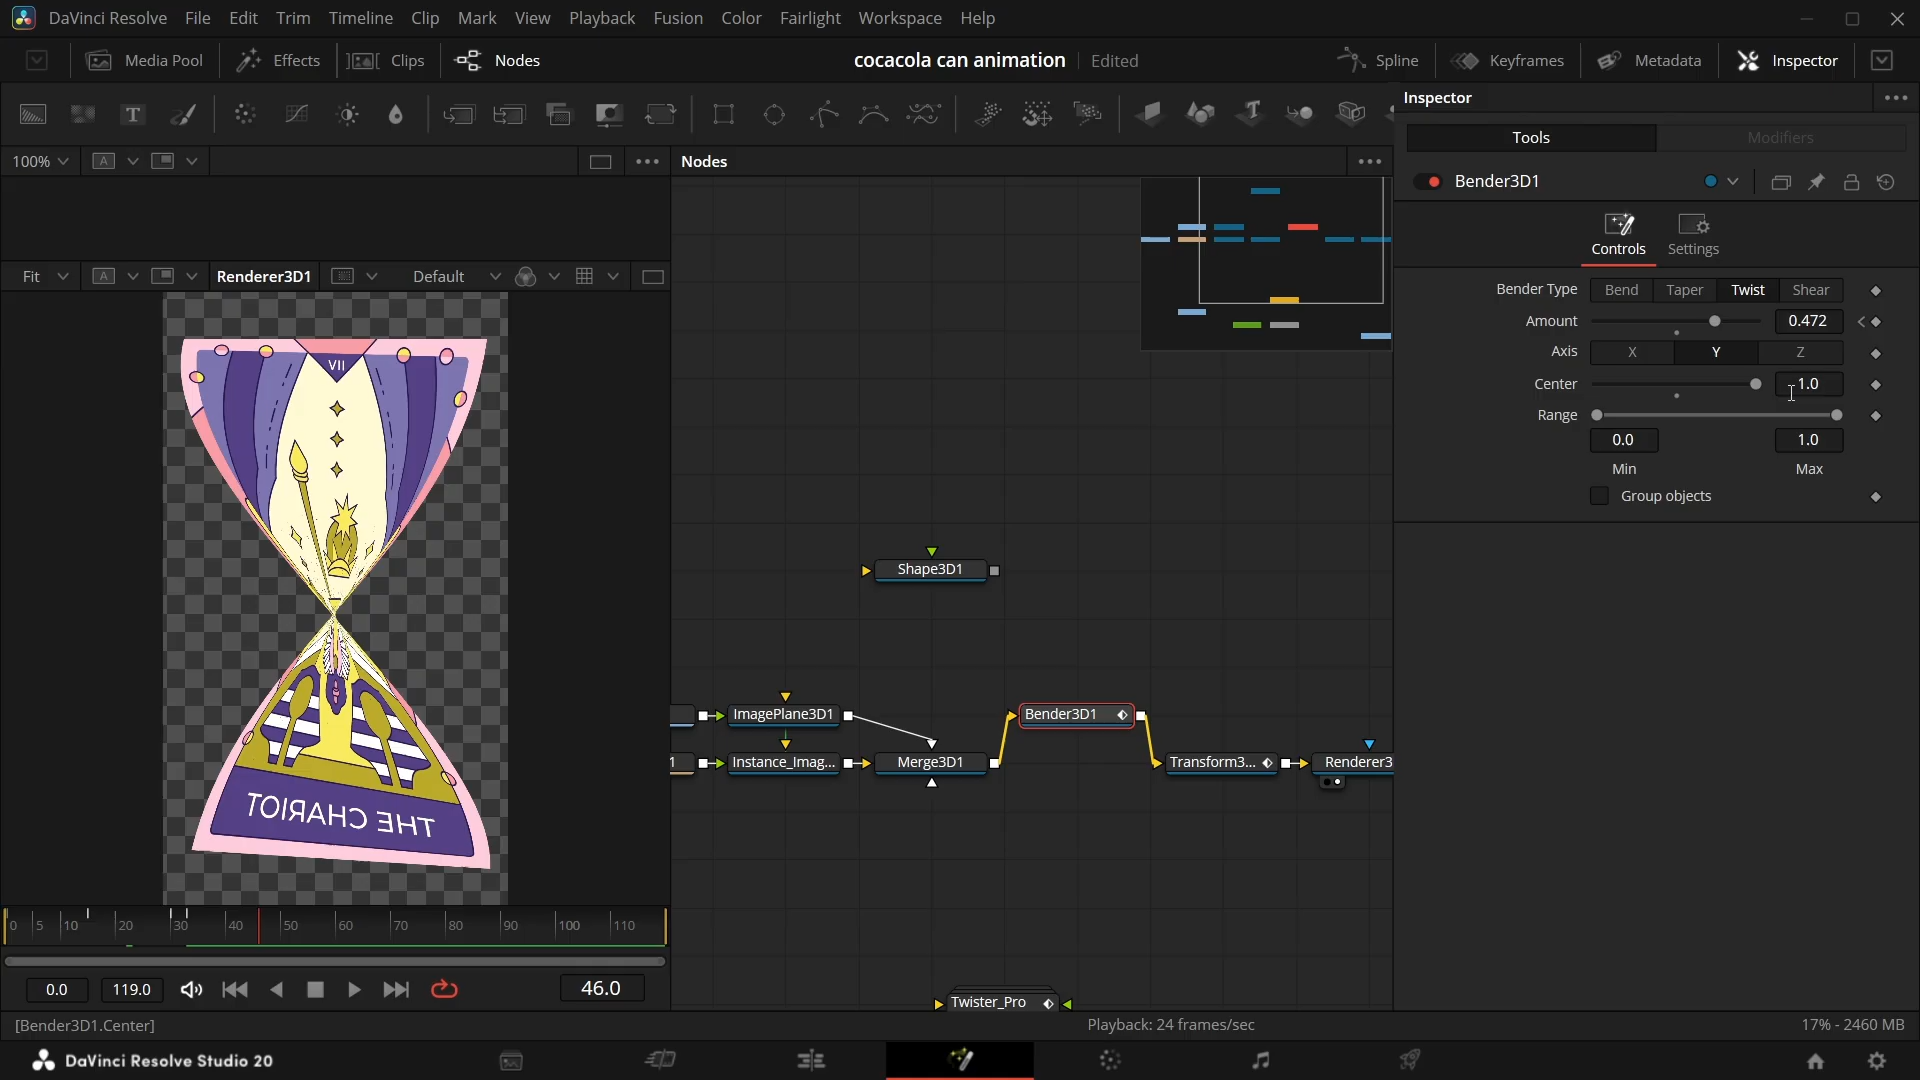 DaVinci Resolve File Edit Trim Timeline Clip Mark View Playback Fusion Color Fairlight Workspace Help
Media Pool Effects Clips Nodes cocacola can animation Edited Spline Keyframes Metadata Inspector
Inspector
Tools Modifiers
100% A Nodes
Bender3D1
Controls Settings
Fit A Renderer3D1 Default
Bender Type Bend Taper Twist Shear
Amount 0.472
Axis X Y Z
Center 1.0
Range
0.0 1.0
Min Max
Group objects
VII
THE CHARIOT
Shape3D1
ImagePlane3D1 Bender3D1
1 Instance_Imag... Merge3D1 Transform3... Renderer3
0 5 10 20 30 40 50 60 70 80 90 100 110
0.0 119.0 46.0
Twister_Pro
[Bender3D1.Center] Playback: 24 frames/sec 17% - 2460 MB
DaVinci Resolve Studio 20